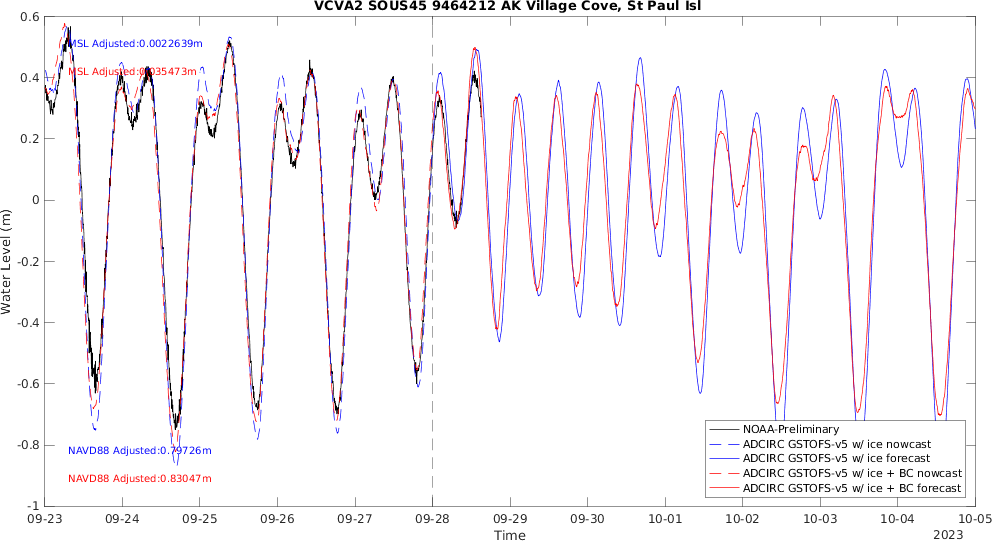 VCVA2 SOUS45 9464212 AK Village Cove, St Paul Isl
0.6
0.4
0.2
0
-0.2
-0.4
-0.6
-0.8
-1
Water Level (m)
MSL Adjusted:0.0022639m
MSL Adjusted:0.035473m
NAVD88 Adjusted:0.79726m
NAVD88 Adjusted:0.83047m
NOAA-Preliminary
ADCIRC GSTOFS-v5 w/ ice nowcast
ADCIRC GSTOFS-v5 w/ ice forecast
ADCIRC GSTOFS-v5 w/ ice + BC nowcast
ADCIRC GSTOFS-v5 w/ ice + BC forecast
09-23 09-24 09-25 09-26 09-27 09-28 09-29 09-30 10-01 10-02 10-03 10-04 10-05
Time
2023